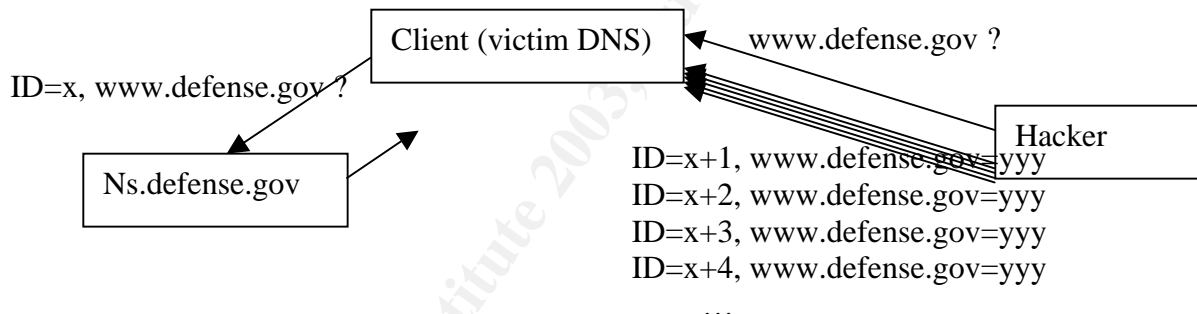 Client (victim DNS)
www.defense.gov ?
ID=x, www.defense.gov ?
Hacker
Ns.defense.gov
ID=x+1, www.defense.gov=yyy
ID=x+2, www.defense.gov=yyy
ID=x+3, www.defense.gov=yyy
ID=x+4, www.defense.gov=yyy
...
titute 2003,